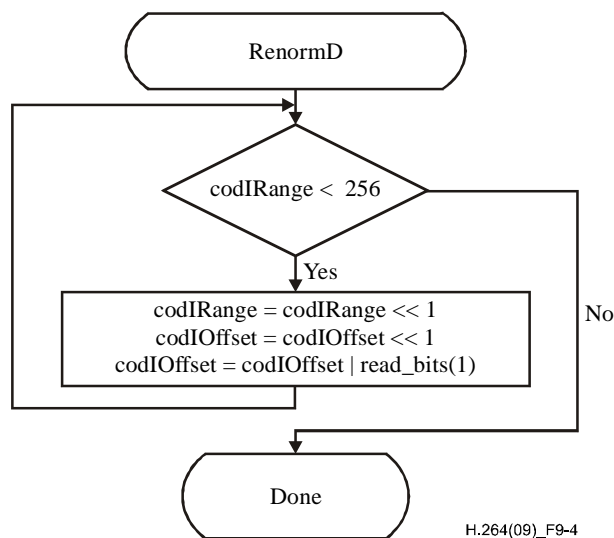 RenormD
codIRange < 256
Yes
No
codIRange = codIRange << 1
codIOffset = codIOffset << 1
codIOffset = codIOffset | read_bits(1)
Done
H.264(09)_F9-4